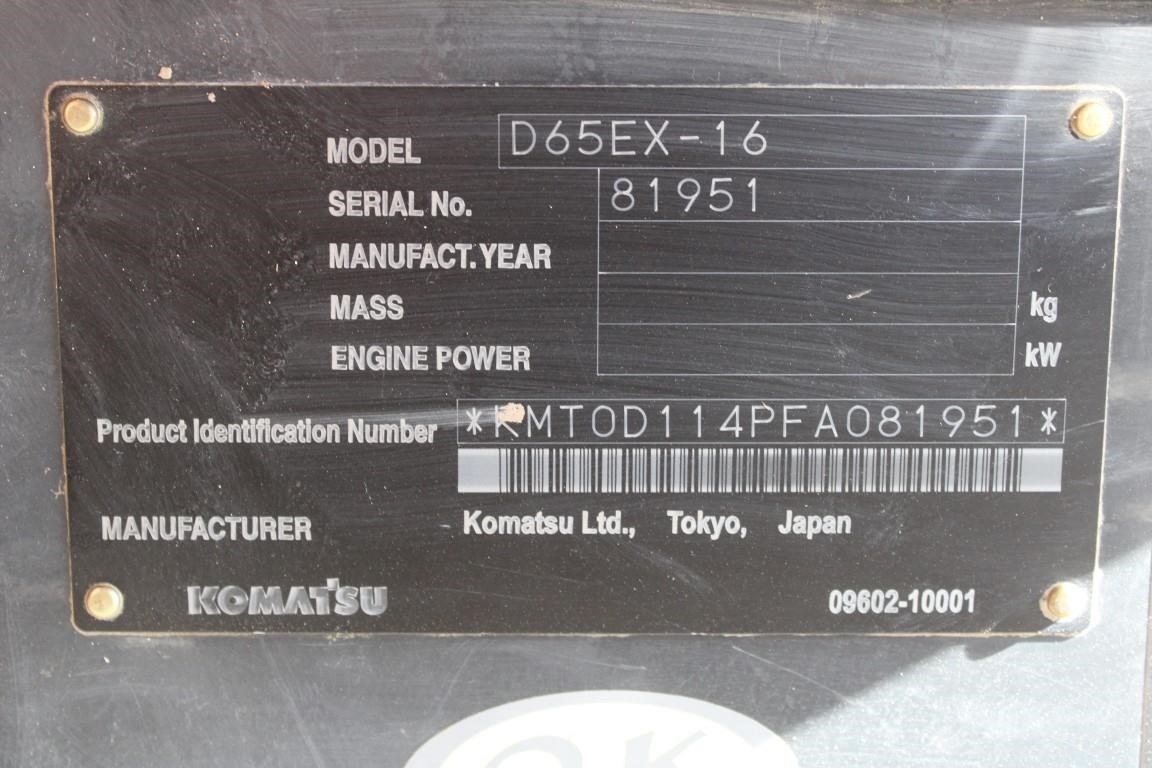 MODEL D65EX-16
SERIAL No. 81951
MANUFACT.YEAR
MASS kg
ENGINE POWER kW
Product Identification Number *KMT0D114PFA081951*
MANUFACTURER Komatsu Ltd., Tokyo, Japan
KOMATSU 09602-10001
OK